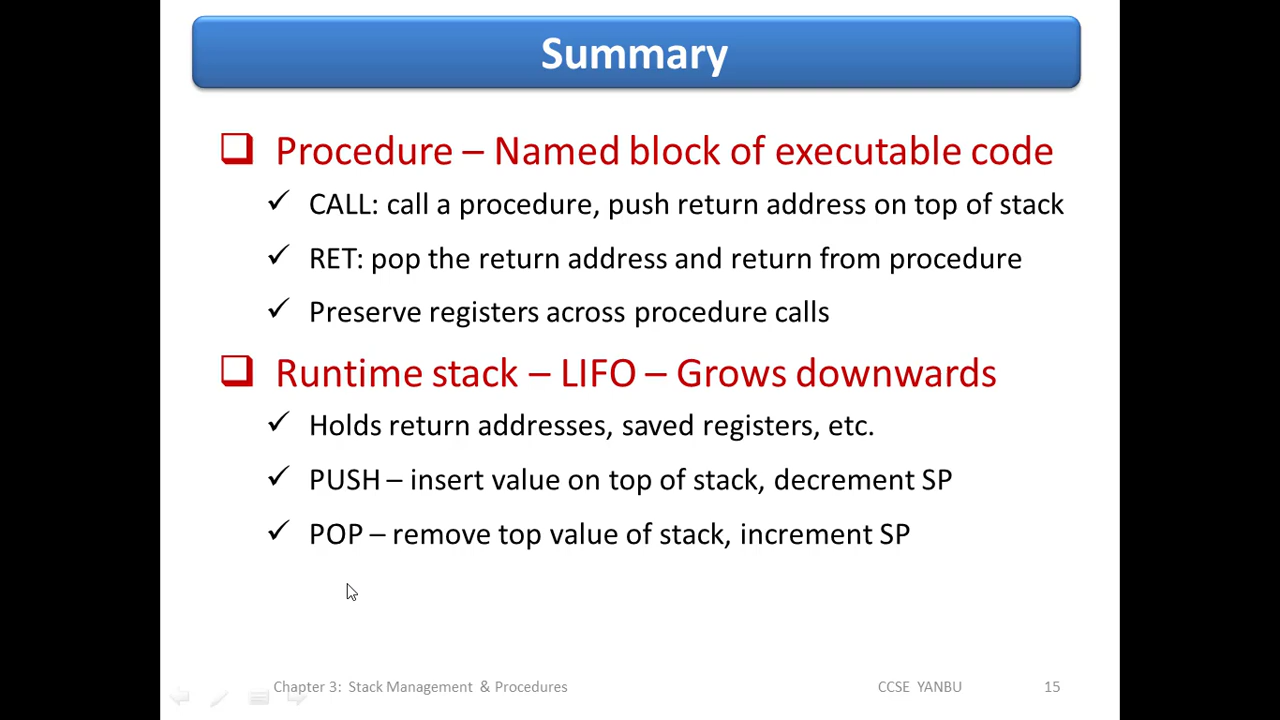 Summary
Procedure – Named block of executable code
CALL: call a procedure, push return address on top of stack
RET: pop the return address and return from procedure
Preserve registers across procedure calls
Runtime stack – LIFO – Grows downwards
Holds return addresses, saved registers, etc.
PUSH – insert value on top of stack, decrement SP
POP – remove top value of stack, increment SP
Chapter 3: Stack Management & Procedures CCSE YANBU 15